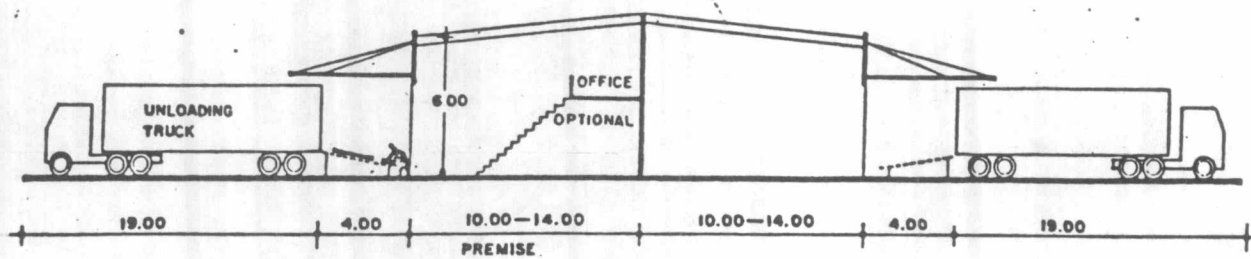 OFFICE
UNLOADING
TRUCK
6.00
OPTIONAL
19.00
4.00
10.00—14.00
10.00—14.00
4.00
19.00
PREMISE